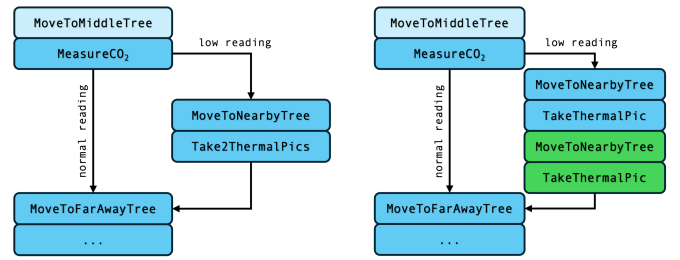 MoveToMiddleTree
MeasureCO₂
low reading
normal reading
MoveToNearbyTree
Take2ThermalPics
MoveToFarAwayTree
...
MoveToMiddleTree
MeasureCO₂
low reading
normal reading
MoveToNearbyTree
TakeThermalPic
MoveToNearbyTree
TakeThermalPic
MoveToFarAwayTree
...